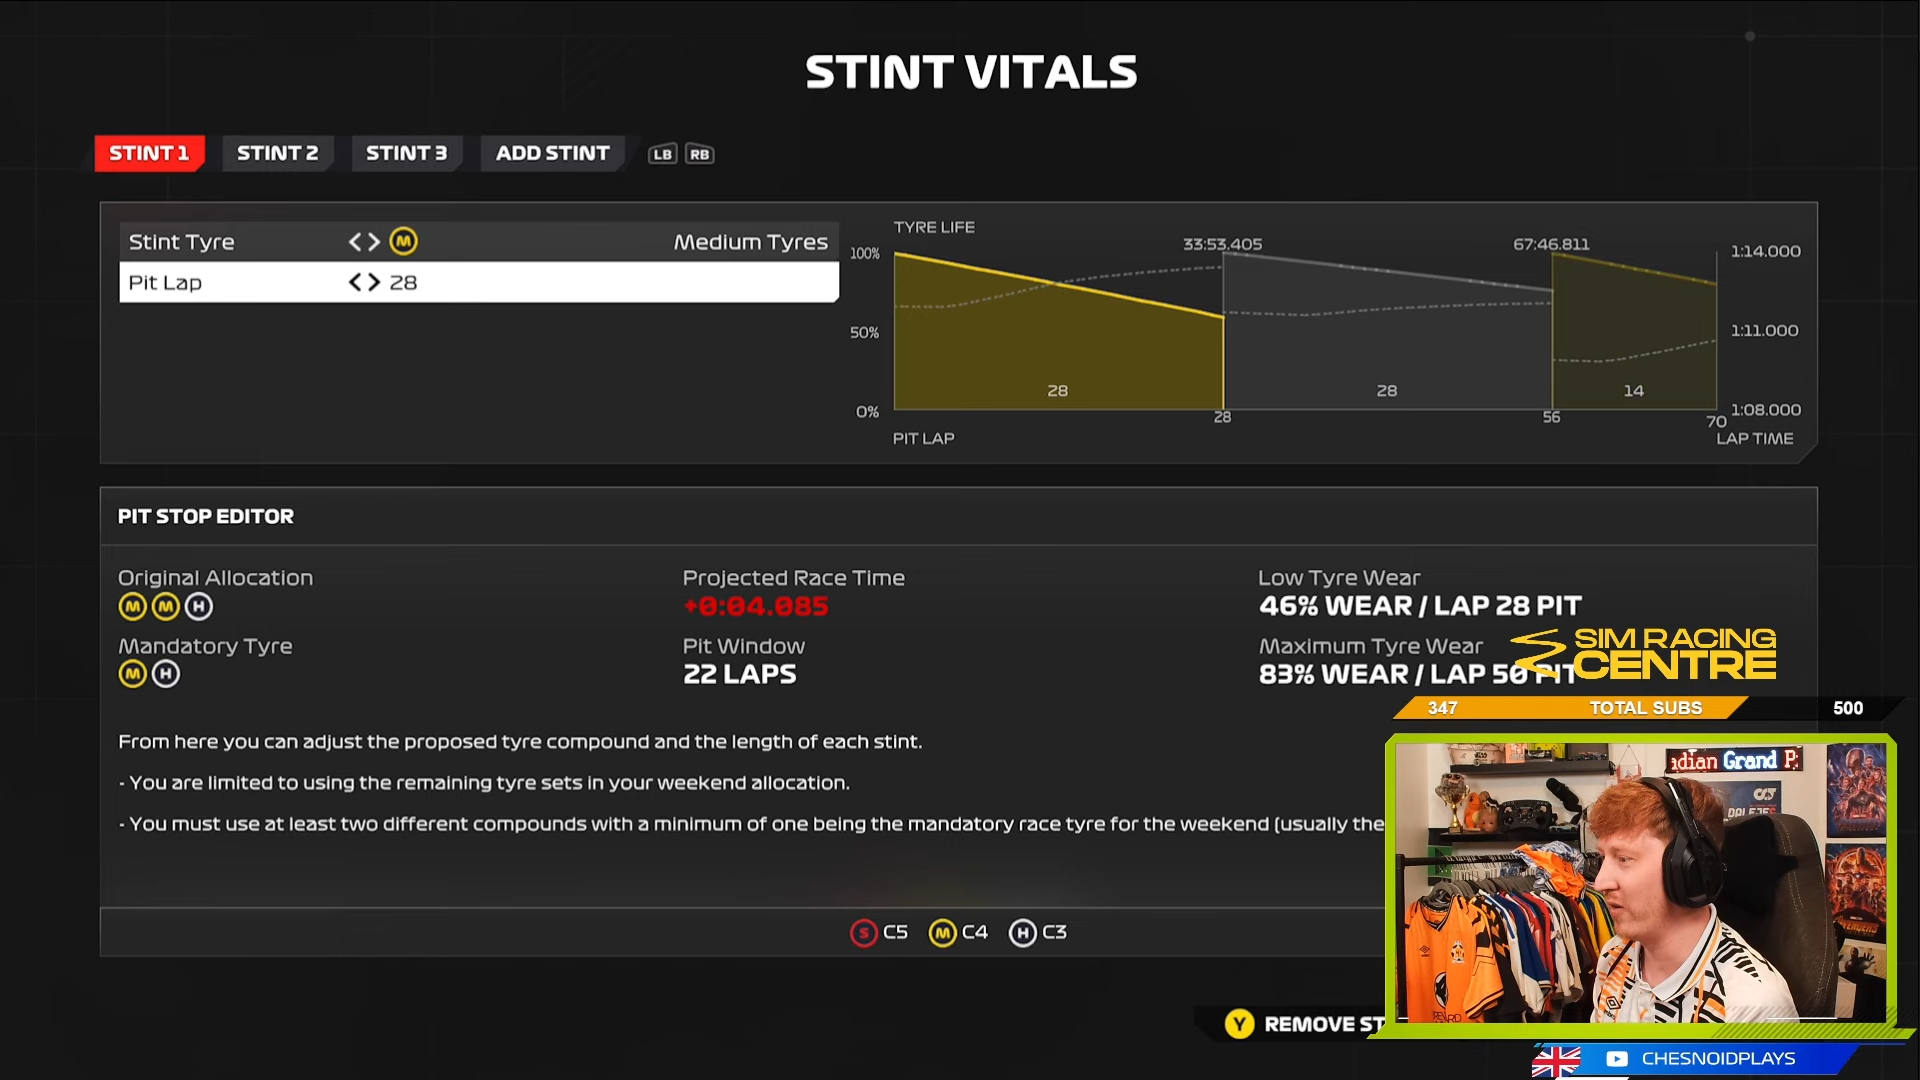 STINT VITALS
STINT 1
STINT 2
STINT 3
ADD STINT
LB RB
Stint Tyre
M
Medium Tyres
Pit Lap
28
TYRE LIFE
100%
50%
0%
33:53.405
67:46.811
1:14.000
1:11.000
1:08.000
28
28
14
28
56
70
PIT LAP
LAP TIME
PIT STOP EDITOR
Original Allocation
M M H
Mandatory Tyre
M H
Projected Race Time
+0:04.085
Pit Window
22 LAPS
Low Tyre Wear
46% WEAR / LAP 28 PIT
Maximum Tyre Wear
83% WEAR / LAP 50 PIT
SIM RACING
CENTRE
347 TOTAL SUBS 500
From here you can adjust the proposed tyre compound and the length of each stint.
- You are limited to using the remaining tyre sets in your weekend allocation.
- You must use at least two different compounds with a minimum of one being the mandatory race tyre for the weekend (usually the
S C5 M C4 H C3
Y REMOVE ST
adian Grand P
AVENGERS
CHESNOIDPLAYS